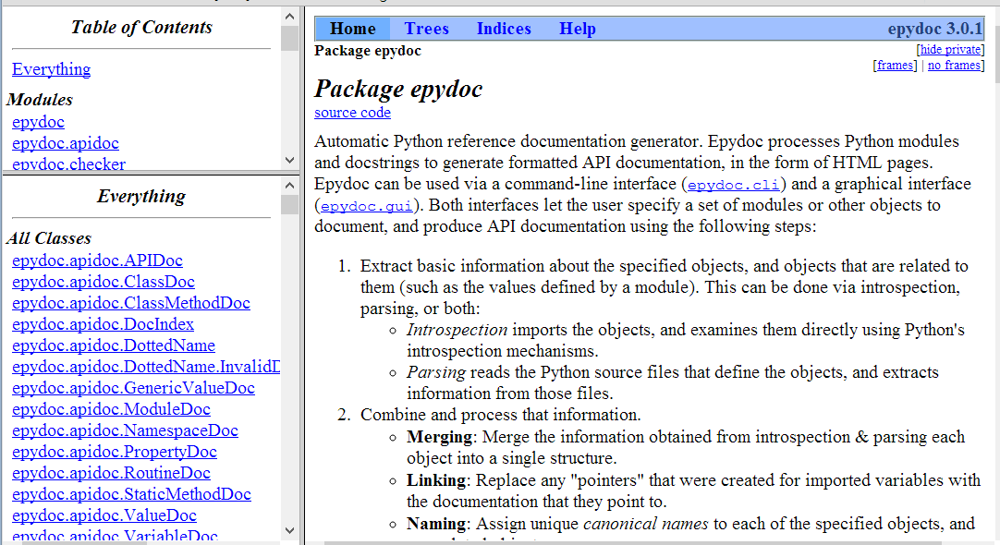 Table of Contents
Everything
Modules
epydoc
epydoc.apidoc
epydoc.checker
Everything
All Classes
epydoc.apidoc.APIDoc
epydoc.apidoc.ClassDoc
epydoc.apidoc.ClassMethodDoc
epydoc.apidoc.DocIndex
epydoc.apidoc.DottedName
epydoc.apidoc.DottedName.InvalidD
epydoc.apidoc.GenericValueDoc
epydoc.apidoc.ModuleDoc
epydoc.apidoc.NamespaceDoc
epydoc.apidoc.PropertyDoc
epydoc.apidoc.RoutineDoc
epydoc.apidoc.StaticMethodDoc
epydoc.apidoc.ValueDoc
epydoc.apidoc.VariableDoc
Home Trees Indices Help epydoc 3.0.1
Package epydoc [hide private]
[frames] | no frames]
Package epydoc
source code
Automatic Python reference documentation generator. Epydoc processes Python modules
and docstrings to generate formatted API documentation, in the form of HTML pages.
Epydoc can be used via a command-line interface (epydoc.cli) and a graphical interface
(epydoc.gui). Both interfaces let the user specify a set of modules or other objects to
document, and produce API documentation using the following steps:
1. Extract basic information about the specified objects, and objects that are related to
them (such as the values defined by a module). This can be done via introspection,
parsing, or both:
◦ Introspection imports the objects, and examines them directly using Python's
introspection mechanisms.
◦ Parsing reads the Python source files that define the objects, and extracts
information from those files.
2. Combine and process that information.
◦ Merging: Merge the information obtained from introspection & parsing each
object into a single structure.
◦ Linking: Replace any "pointers" that were created for imported variables with
the documentation that they point to.
◦ Naming: Assign unique canonical names to each of the specified objects, and